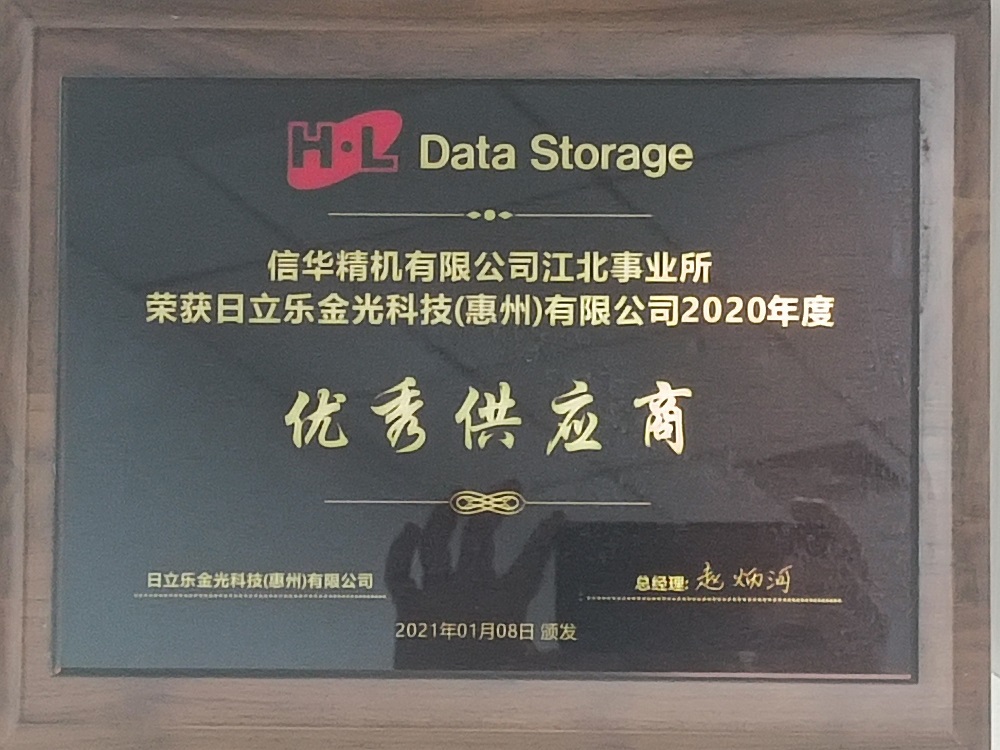 H·L Data Storage
信华精机有限公司江北事业所
荣获日立乐金光科技(惠州)有限公司2020年度
优秀供应商
日立乐金光科技(惠州)有限公司
总经理: 赵炳河
2021年01月08日 颁发